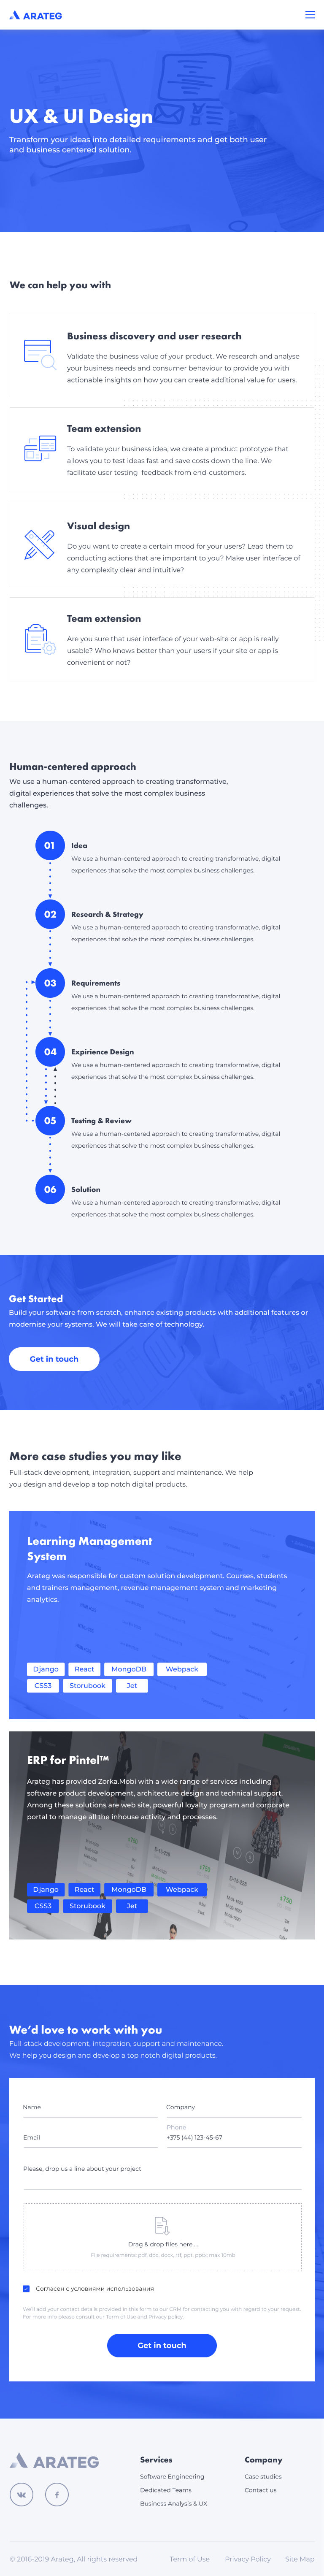 ARATEG
UX & UI Design
Transform your ideas into detailed requirements and get both user
and business centered solution.
We can help you with
Business discovery and user research
Validate the business value of your product. We research and analyse
your business needs and consumer behaviour to provide you with
actionable insights on how you can create additional value for users.
Team extension
To validate your business idea, we create a product prototype that
allows you to test ideas fast and save costs down the line. We
facilitate user testing feedback from end-customers.
Visual design
Do you want to create a certain mood for your users? Lead them to
conducting actions that are important to you? Make user interface of
any complexity clear and intuitive?
Team extension
Are you sure that user interface of your web-site or app is really
usable? Who knows better than your users if your site or app is
convenient or not?
Human-centered approach
We use a human-centered approach to creating transformative,
digital experiences that solve the most complex business
challenges.
01 Idea
We use a human-centered approach to creating transformative, digital
experiences that solve the most complex business challenges.
02 Research & Strategy
We use a human-centered approach to creating transformative, digital
experiences that solve the most complex business challenges.
03 Requirements
We use a human-centered approach to creating transformative, digital
experiences that solve the most complex business challenges.
04 Expirience Design
We use a human-centered approach to creating transformative, digital
experiences that solve the most complex business challenges.
05 Testing & Review
We use a human-centered approach to creating transformative, digital
experiences that solve the most complex business challenges.
06 Solution
We use a human-centered approach to creating transformative, digital
experiences that solve the most complex business challenges.
Get Started
Build your software from scratch, enhance existing products with additional features or
modernise your systems. We will take care of technology.
Get in touch
More case studies you may like
Full-stack development, integration, support and maintenance. We help
you design and develop a top notch digital products.
Learning Management
System
Arateg was responsible for custom solution development. Courses, students
and trainers management, revenue management system and marketing
analytics.
Django React MongoDB Webpack
CSS3 Storubook Jet
ERP for Pintel™
Arateg has provided Zorka.Mobi with a wide range of services including
software product development, architecture design and technical support.
Among these solutions are web site, powerful loyalty program and corporate
portal to manage all the inhouse activity and processes.
Django React MongoDB Webpack
CSS3 Storubook Jet
We'd love to work with you
Full-stack development, integration, support and maintenance.
We help you design and develop a top notch digital products.
Name Company
Phone
Email +375 (44) 123-45-67
Please, drop us a line about your project
Drag & drop files here ...
File requirements: pdf, doc, docx, rtf, ppt, pptx; max 10mb
Согласен с условиями использования
We'll add your contact details provided in this form to our CRM for contacting you with regard to your request.
For more info please consult our Term of Use and Privacy policy.
Get in touch
ARATEG
Services
Software Engineering
Dedicated Teams
Business Analysis & UX
Company
Case studies
Contact us
© 2016-2019 Arateg, All rights reserved Term of Use Privacy Policy Site Map